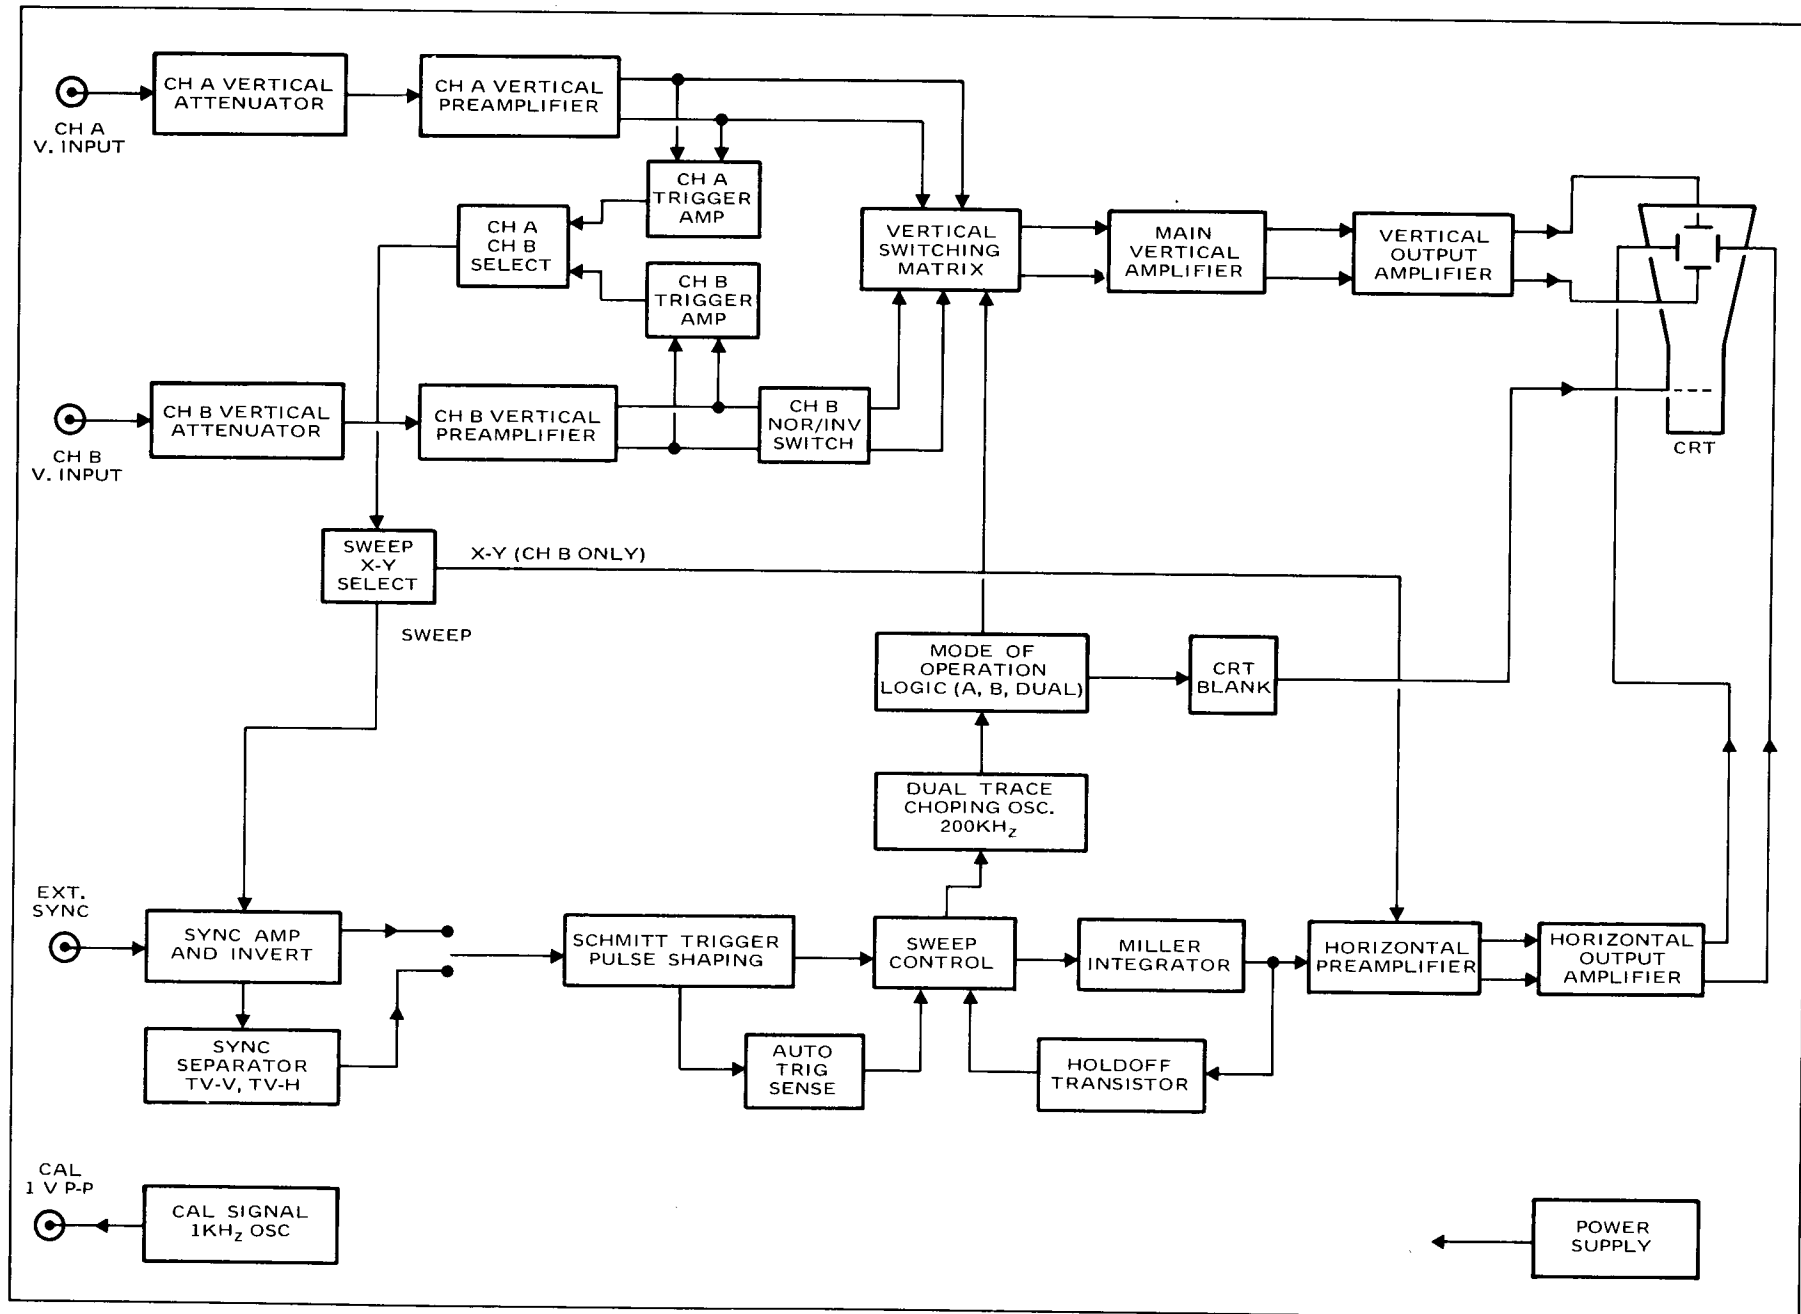 CH A
V. INPUT
CH A VERTICAL
ATTENUATOR
CH A VERTICAL
PREAMPLIFIER
CH A
TRIGGER
AMP
CH A
CH B
SELECT
CH B
TRIGGER
AMP
VERTICAL
SWITCHING
MATRIX
MAIN
VERTICAL
AMPLIFIER
VERTICAL
OUTPUT
AMPLIFIER
CRT
CH B
V. INPUT
CH B VERTICAL
ATTENUATOR
CH B VERTICAL
PREAMPLIFIER
CH B
NOR/INV
SWITCH
SWEEP
X-Y
SELECT
X-Y (CH B ONLY)
SWEEP
MODE OF
OPERATION
LOGIC (A, B, DUAL)
CRT
BLANK
DUAL TRACE
CHOPING OSC.
200KHz
EXT.
SYNC
SYNC AMP
AND INVERT
SCHMITT TRIGGER
PULSE SHAPING
SWEEP
CONTROL
MILLER
INTEGRATOR
HORIZONTAL
PREAMPLIFIER
HORIZONTAL
OUTPUT
AMPLIFIER
SYNC
SEPARATOR
TV-V, TV-H
AUTO
TRIG
SENSE
HOLDOFF
TRANSISTOR
CAL
1 V P-P
CAL SIGNAL
1KHz OSC
POWER
SUPPLY